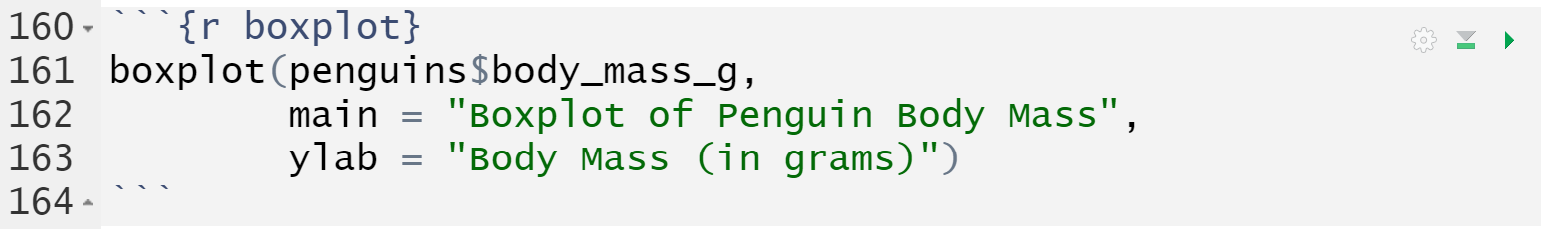 160 ```{r boxplot}
161 boxplot(penguins$body_mass_g,
162         main = "Boxplot of Penguin Body Mass",
163         ylab = "Body Mass (in grams)")
164 ```